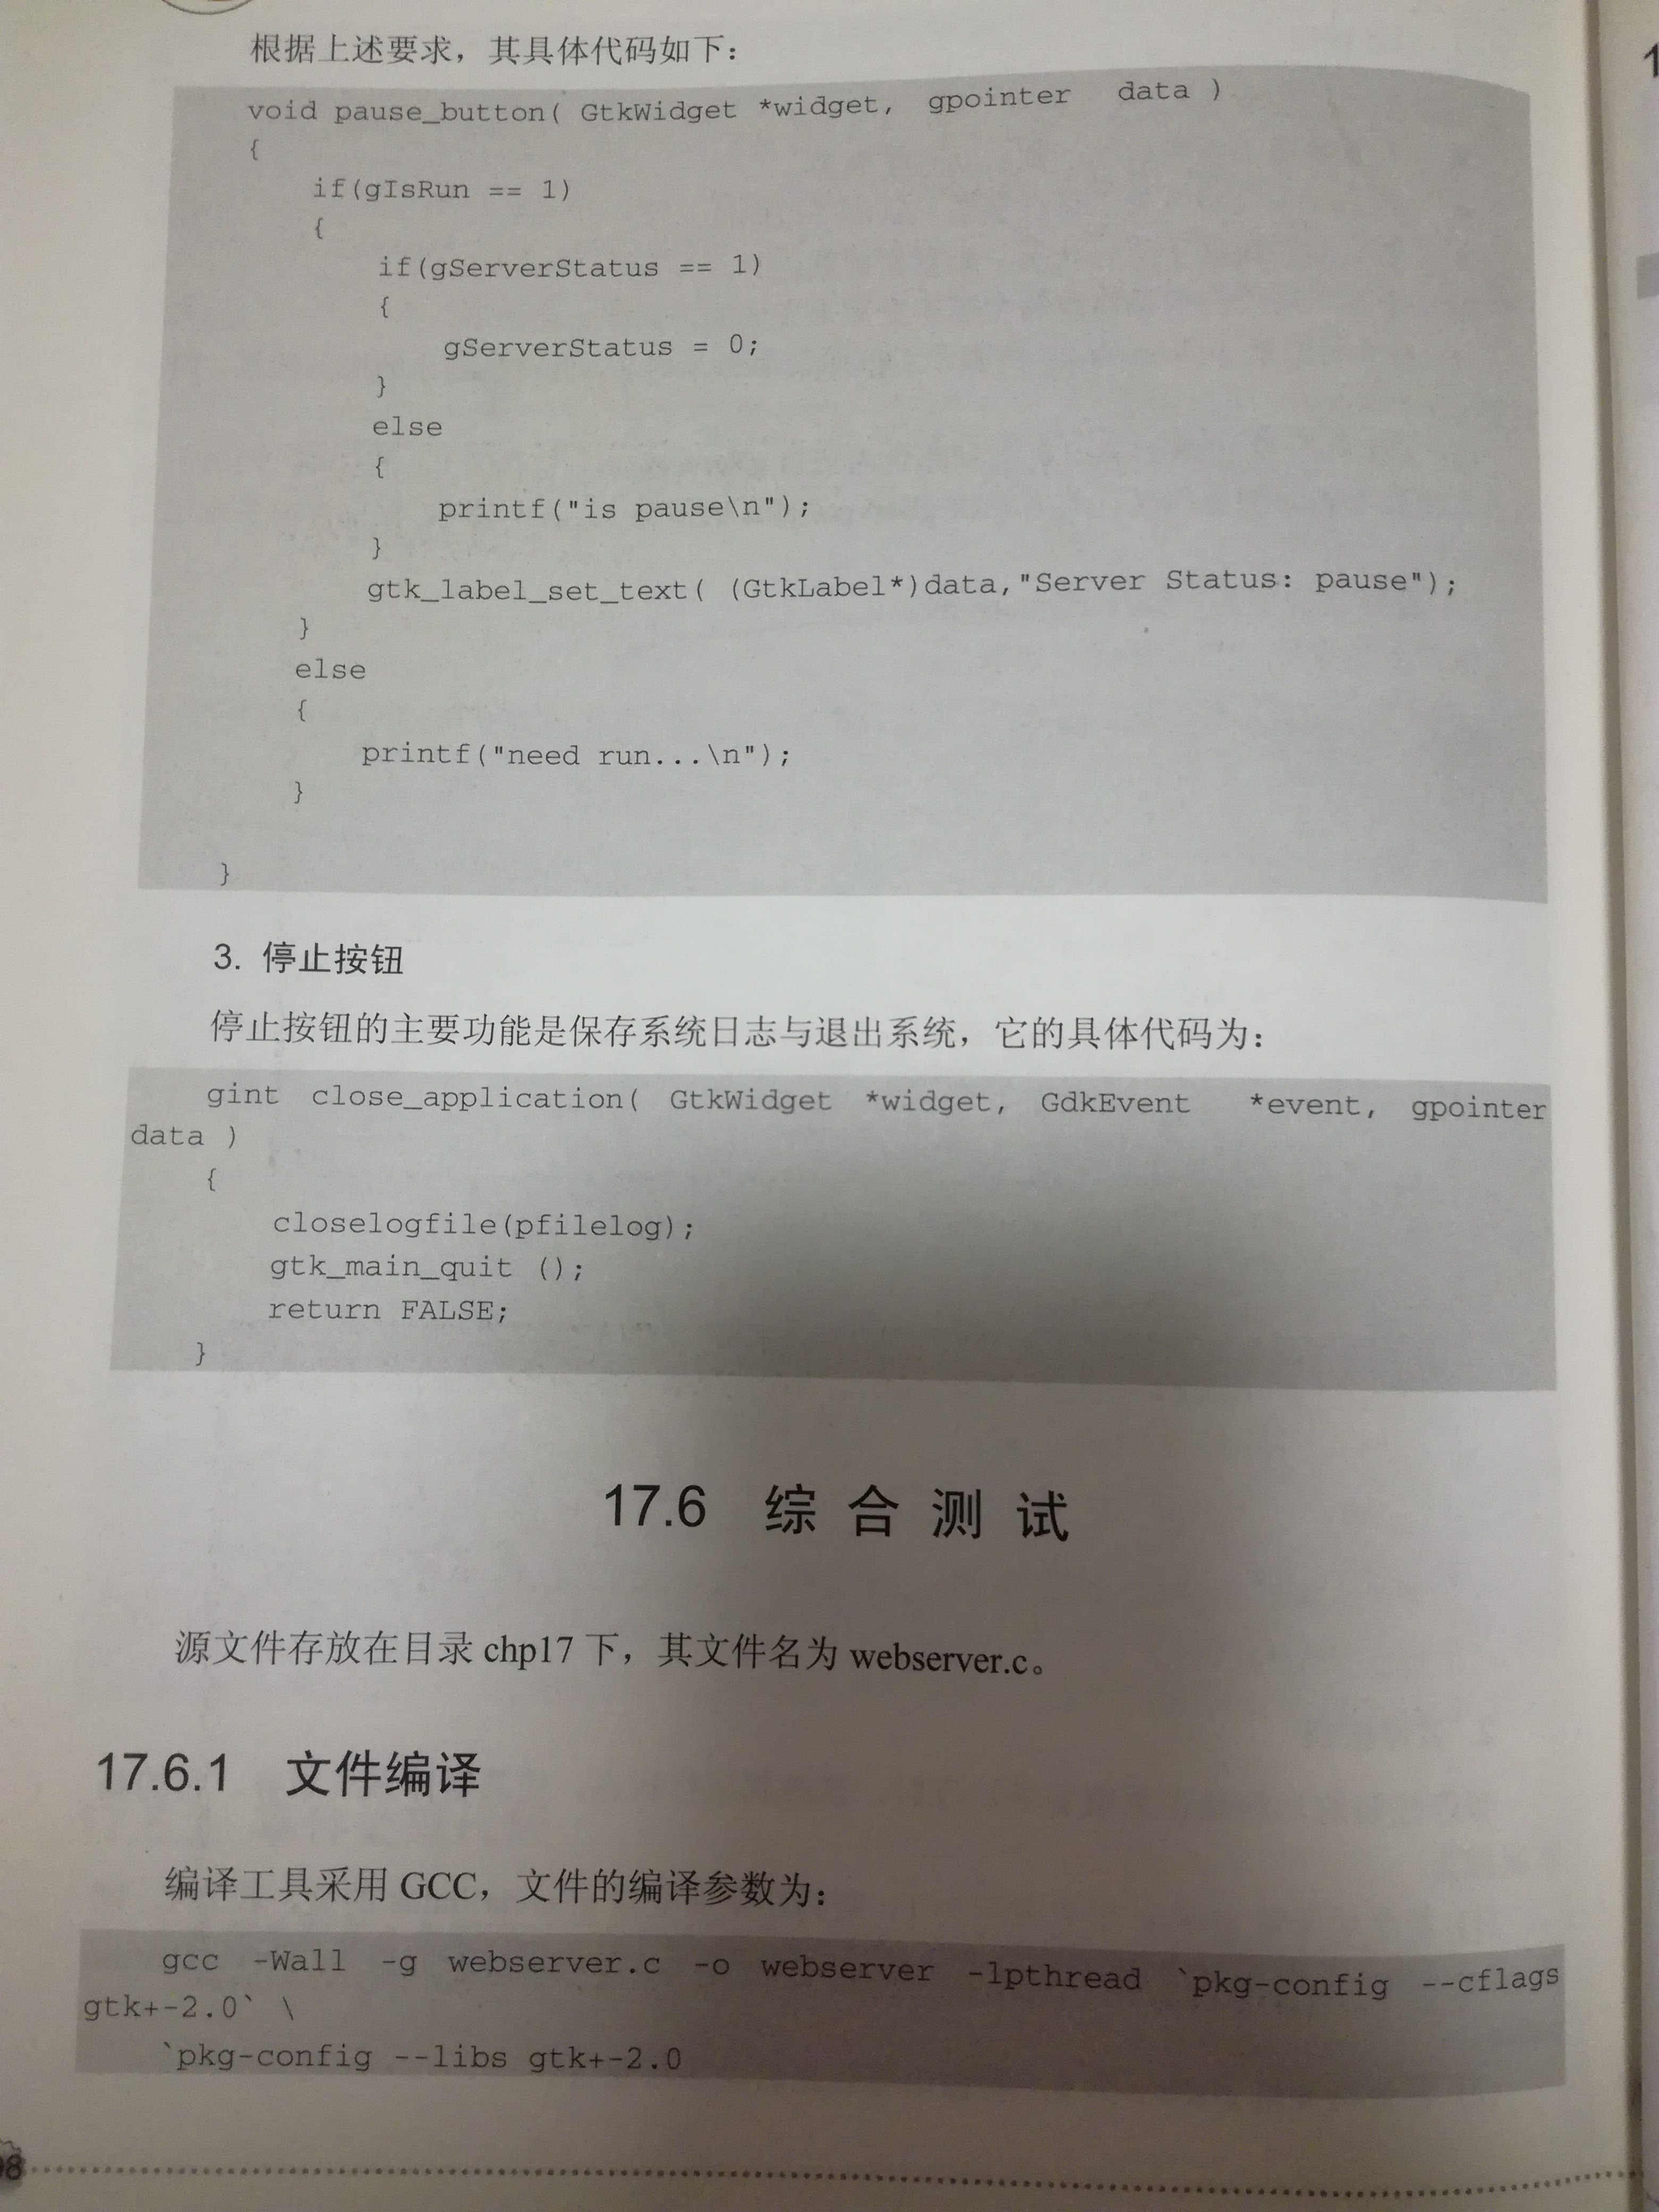 根据上述要求，其具体代码如下：
void pause_button( GtkWidget *widget, gpointer data )
{
if(gIsRun == 1)
{
if(gServerStatus == 1)
{
gServerStatus = 0;
}
else
{
printf("is pause\n");
}
gtk_label_set_text( (GtkLabel*)data,"Server Status: pause");
}
else
{
printf("need run...\n");
}
}
3. 停止按钮
停止按钮的主要功能是保存系统日志与退出系统，它的具体代码为：
gint close_application( GtkWidget *widget, GdkEvent *event, gpointer
data )
{
closelogfile(pfilelog);
gtk_main_quit ();
return FALSE;
}
17.6 综 合 测 试
源文件存放在目录 chp17 下，其文件名为 webserver.c。
17.6.1 文件编译
编译工具采用 GCC，文件的编译参数为：
gcc -Wall -g webserver.c -o webserver -lpthread `pkg-config --cflags
gtk+-2.0` \
`pkg-config --libs gtk+-2.0